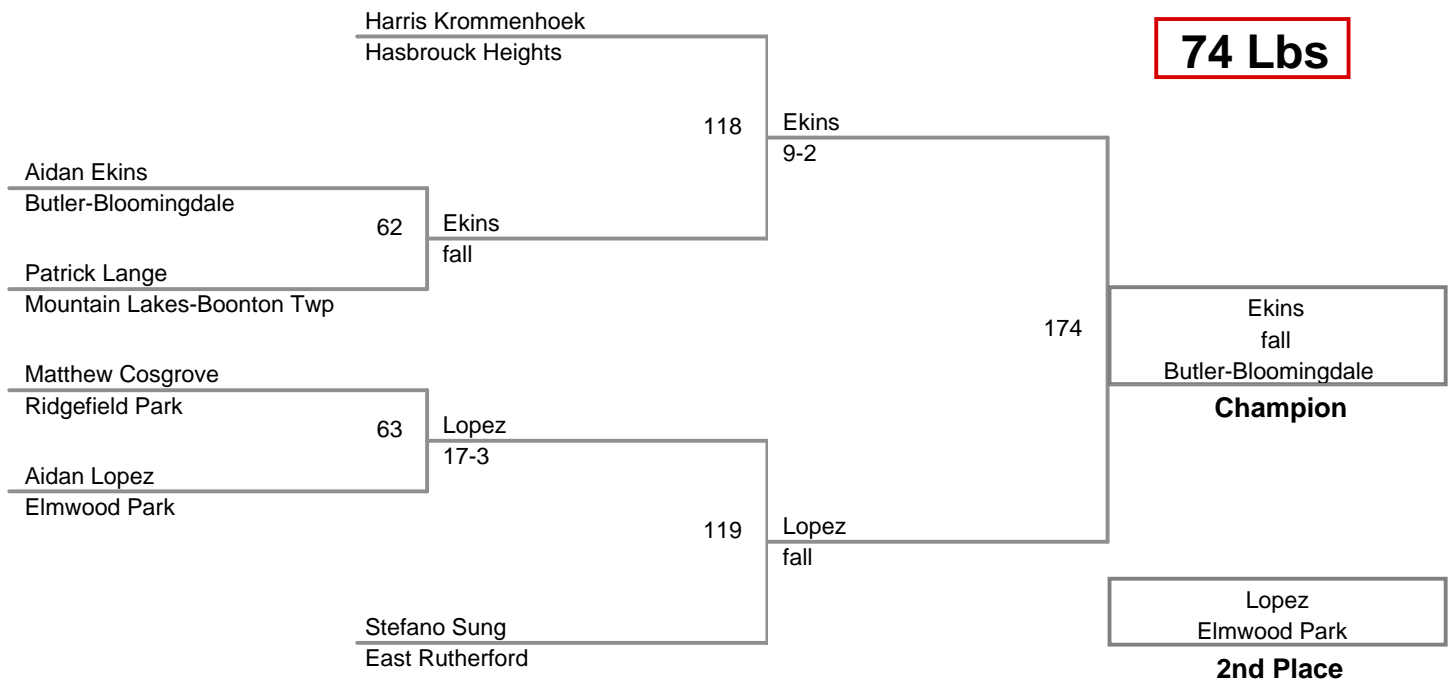 Harris Krommenhoek
Hasbrouck Heights
74 Lbs
118
Ekins
9-2
Aidan Ekins
Butler-Bloomingdale
62
Ekins
fall
Patrick Lange
Mountain Lakes-Boonton Twp
174
Ekins
fall
Butler-Bloomingdale
Champion
Matthew Cosgrove
Ridgefield Park
63
Lopez
17-3
Aidan Lopez
Elmwood Park
119
Lopez
fall
Stefano Sung
East Rutherford
Lopez
Elmwood Park
2nd Place